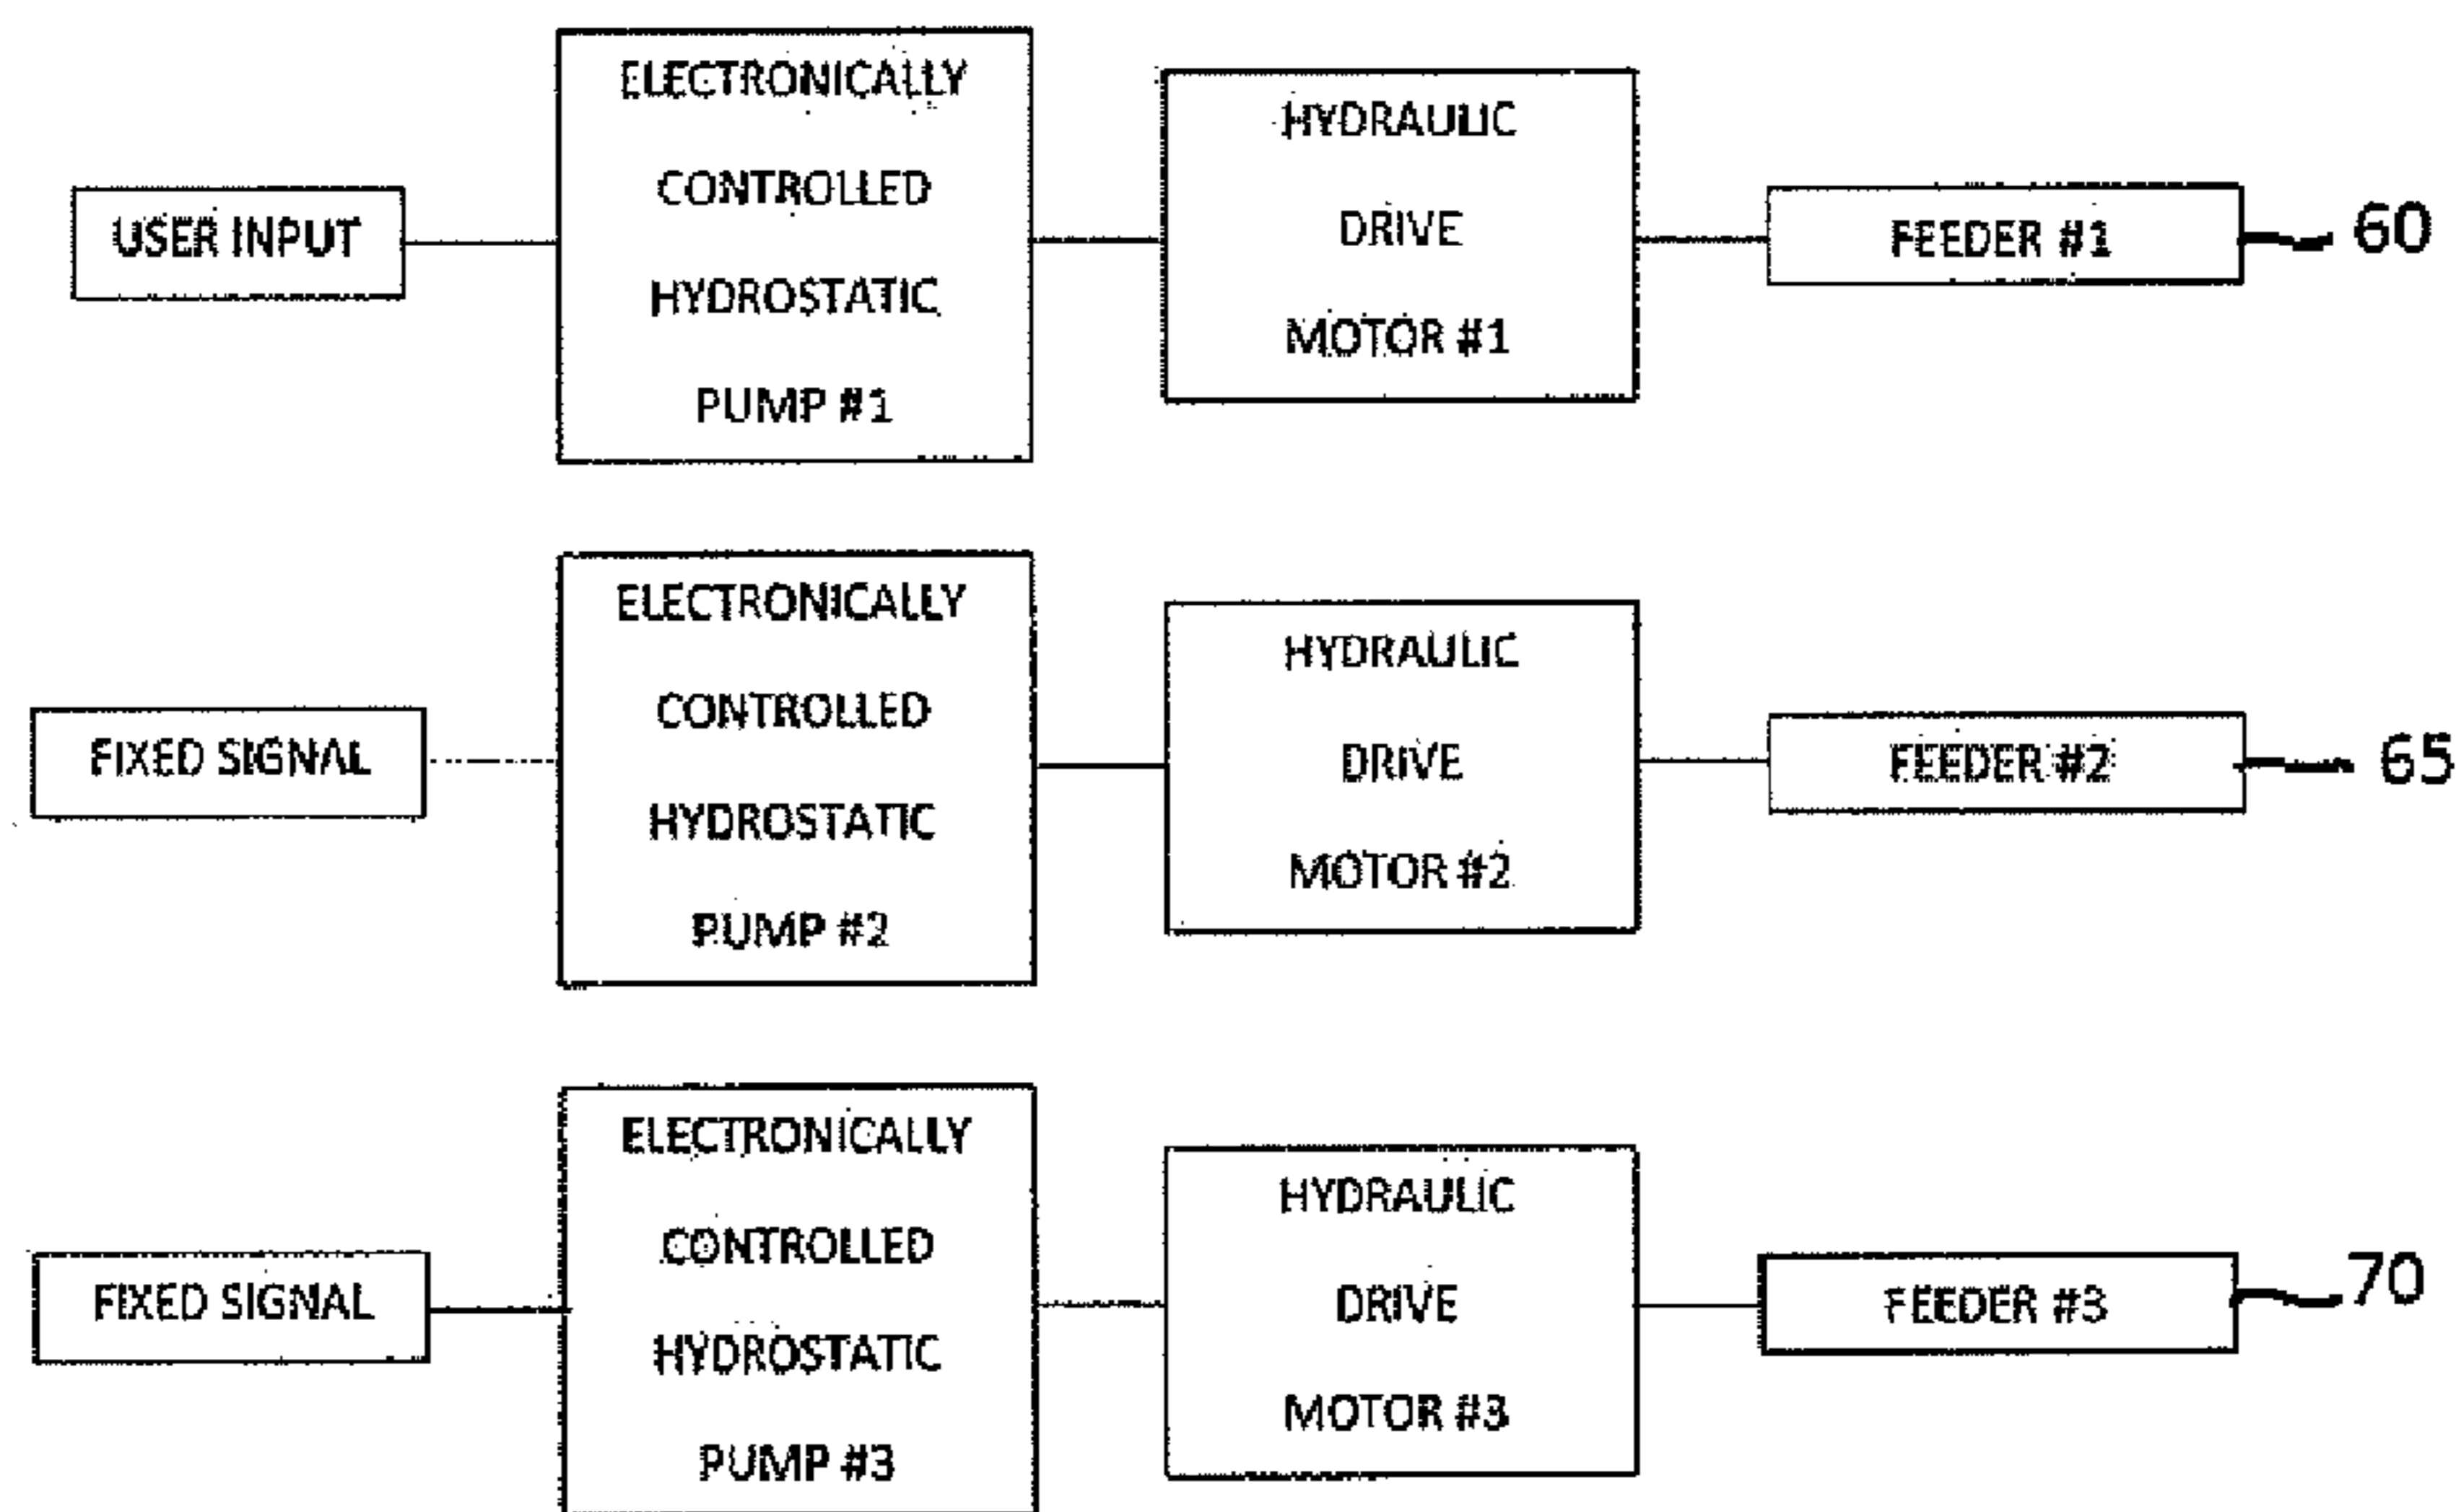 ELECTRONICALLY
CONTROLLED
HYDROSTATIC
PUMP #1
HYDRAULIC
DRIVE
MOTOR #1
USER INPUT
FEEDER #1
60
ELECTRONICALLY
CONTROLLED
HYDROSTATIC
PUMP #2
HYDRAULIC
DRIVE
MOTOR #2
FIXED SIGNAL
FEEDER #2
65
ELECTRONICALLY
CONTROLLED
HYDROSTATIC
PUMP #3
HYDRAULIC
DRIVE
MOTOR #3
FIXED SIGNAL
FEEDER #3
70